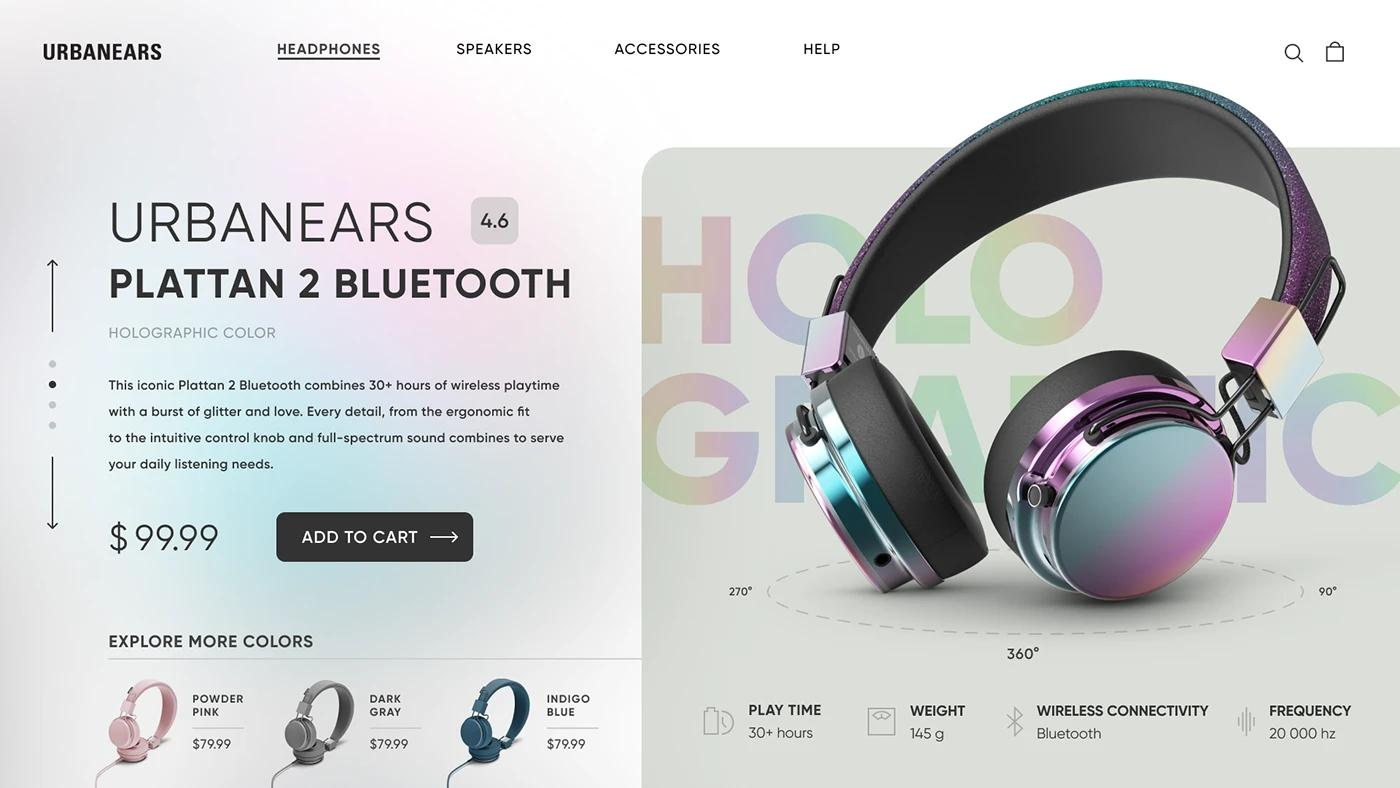 URBANEARS
HEADPHONES
SPEAKERS
ACCESSORIES
HELP
URBANEARS
4.6
PLATTAN 2 BLUETOOTH
HOLOGRAPHIC COLOR
This iconic Plattan 2 Bluetooth combines 30+ hours of wireless playtime
with a burst of glitter and love. Every detail, from the ergonomic fit
to the intuitive control knob and full-spectrum sound combines to serve
your daily listening needs.
$ 99.99
ADD TO CART
EXPLORE MORE COLORS
POWDER
PINK
$79.99
DARK
GRAY
$79.99
INDIGO
BLUE
$79.99
HOLO
GRAPHIC
270°
90°
360°
PLAY TIME
30+ hours
WEIGHT
145 g
WIRELESS CONNECTIVITY
Bluetooth
FREQUENCY
20 000 hz